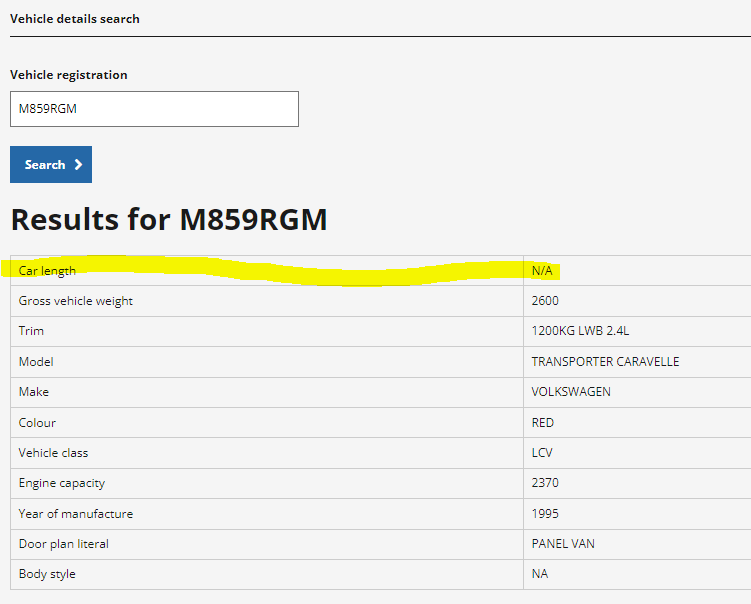 Vehicle details search
Vehicle registration
M859RGM
Search
Results for M859RGM
Car length N/A
Gross vehicle weight 2600
Trim 1200KG LWB 2.4L
Model TRANSPORTER CARAVELLE
Make VOLKSWAGEN
Colour RED
Vehicle class LCV
Engine capacity 2370
Year of manufacture 1995
Door plan literal PANEL VAN
Body style NA